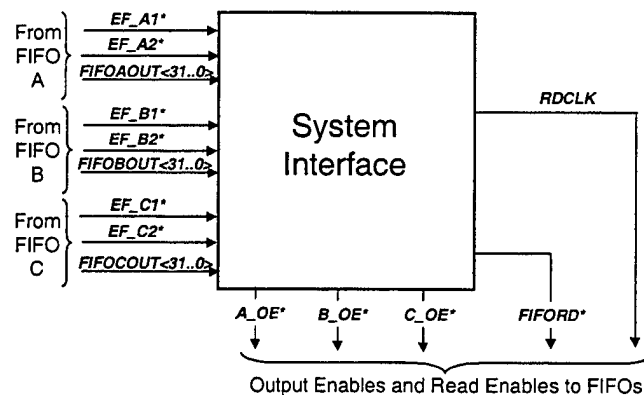 From
FIFO
A
EF_A1*
EF_A2*
FIFOAOUT<31..0>
From
FIFO
B
EF_B1*
EF_B2*
FIFOBOUT<31..0>
From
FIFO
C
EF_C1*
EF_C2*
FIFOCOUT<31..0>
System
Interface
RDCLK
A_OE*
B_OE*
C_OE*
FIFORD*
Output Enables and Read Enables to FIFOs